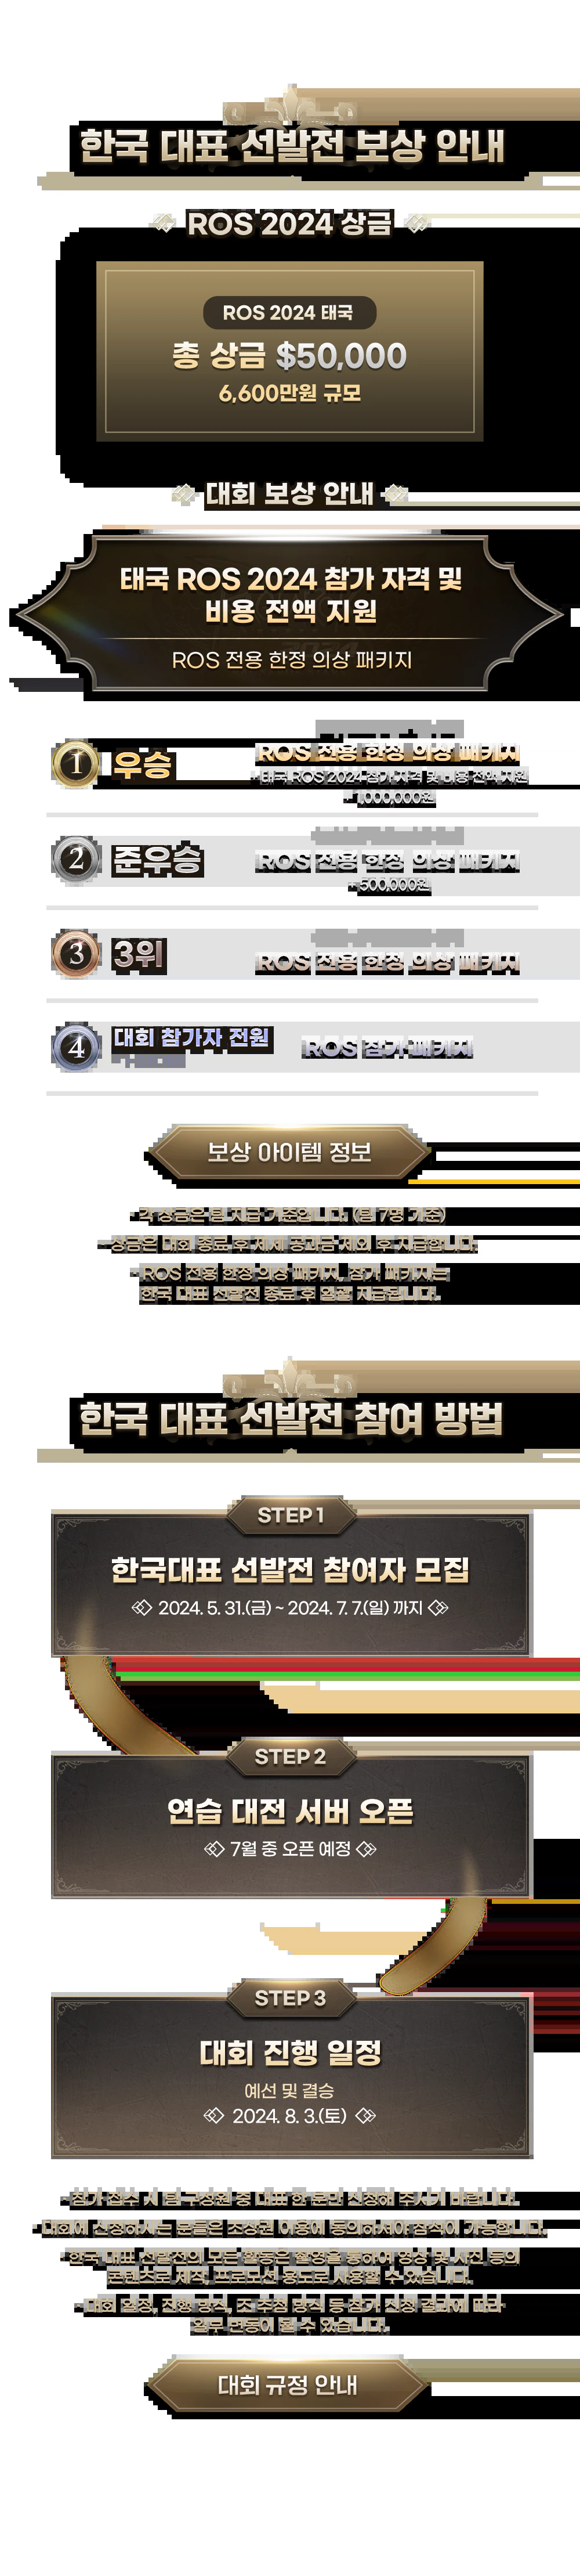 한국 대표 선발전 보상 안내
ROS 2024 상금
ROS 2024 태국
총 상금 $50,000
6,600만원 규모
대회 보상 안내
태국 ROS 2024 참가 자격 및
비용 전액 지원
ROS 전용 한정 의상 패키지
1 우승
ROS 전용 한정 의상 패키지
+ 태국 ROS 2024 참가 자격 및 비용 전액 지원
+ 1,000,000원
2 준우승
ROS 전용 한정 의상 패키지
+ 500,000원
3 3위
ROS 전용 한정 의상 패키지
4 대회 참가자 전원
ROS 참가 패키지
보상 아이템 정보
- 각 상금은 팀 지급 기준입니다. (팀 7명 기준)
- 상금은 대회 종료 후 제세 공과금 제외 후 지급됩니다.
- ROS 전용 한정 의상 패키지, 참가 패키지는
한국 대표 선발전 종료 후 일괄 지급됩니다.
한국 대표 선발전 참여 방법
STEP 1
한국대표 선발전 참여자 모집
2024. 5. 31.(금) ~ 2024. 7. 7.(일) 까지
STEP 2
연습 대전 서버 오픈
7월 중 오픈 예정
STEP 3
대회 진행 일정
예선 및 결승
2024. 8. 3.(토)
- 참가 접수 시 팀 구성원 중 대표 한 분만 신청해 주시기 바랍니다.
- 대회에 신청하시는 분들은 초상권 이용에 동의하셔야 참석이 가능합니다.
- 한국 대표 선발전의 모든 활동은 촬영을 통하여 영상 및 사진 등의
콘텐츠로 제작, 프로모션 용도로 사용할 수 있습니다.
- 대회 일정, 진행 방식, 조 추첨 방식 등 참가 신청 결과에 따라
일부 변동이 될 수 있습니다.
대회 규정 안내